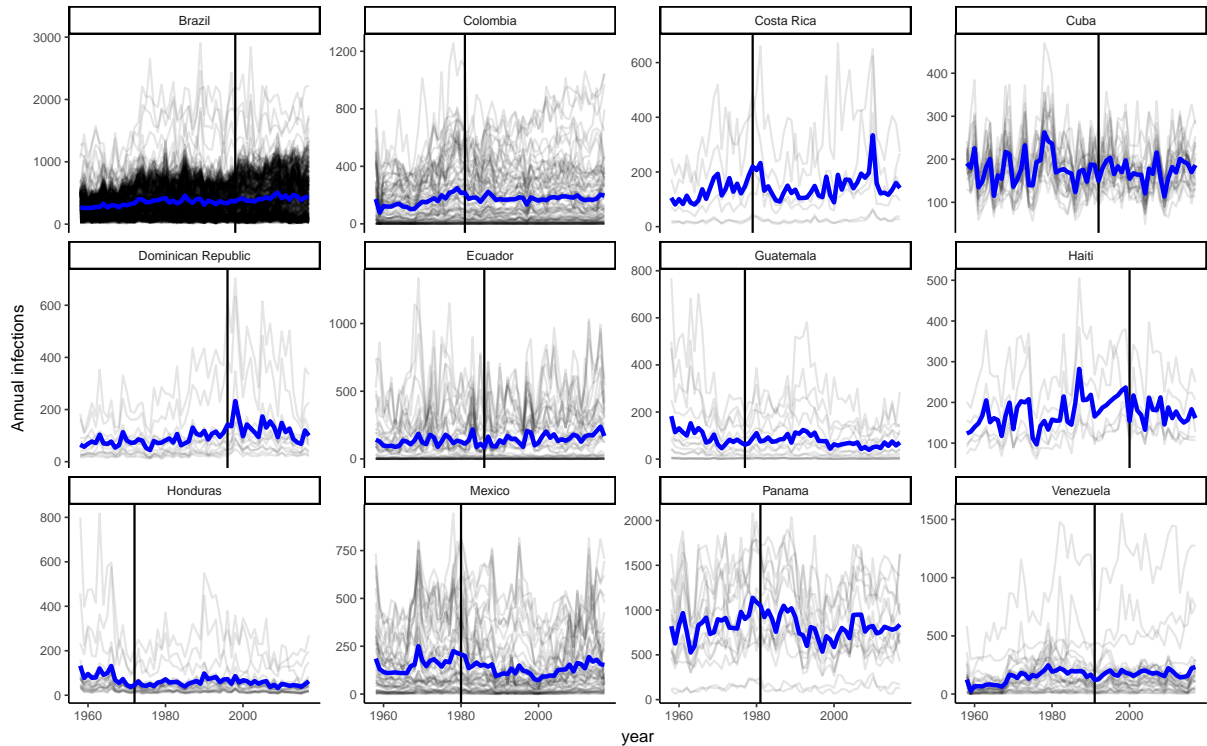 Brazil
Colombia
Costa Rica
Cuba
3000
2000
1000
0
1200
800
400
0
600
400
200
0
400
300
200
100
Dominican Republic
Ecuador
Guatemala
Haiti
600
400
200
0
1000
500
0
800
600
400
200
0
500
400
300
200
100
Honduras
Mexico
Panama
Venezuela
800
600
400
200
0
750
500
250
0
2000
1500
1000
500
0
1500
1000
500
0
1960 1980 2000
1960 1980 2000
1960 1980 2000
1960 1980 2000
Annual infections
year